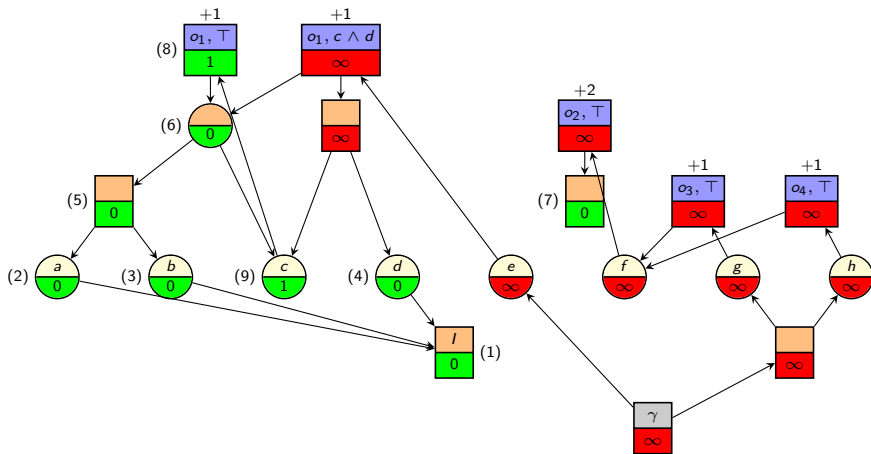 +1 +1
(8) o₁, ⊤ o₁, c ∧ d
1 ∞
+2
(6) 0 ∞ o₂, ⊤ +1 +1
∞
(5) 0 (7) 0 o₃, ⊤ o₄, ⊤
∞ ∞
(2) a (3) b (9) c (4) d e f g h
0 0 1 0 ∞ ∞ ∞ ∞
I (1)
0 ∞
γ
∞